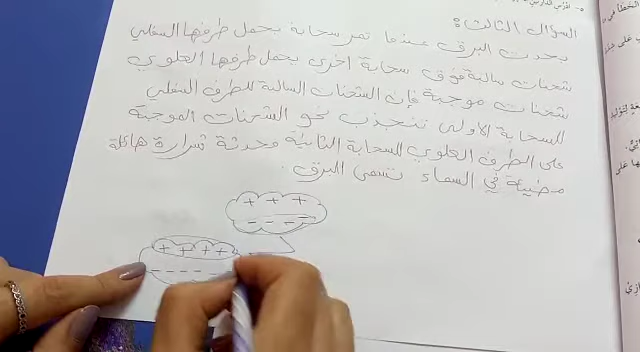 السؤال الثالث:
يحدث البرق عندما تمر سحابة يحمل طرفها السفلي
شحنات سالبة فوق سحابة اخرى يحمل طرفها العلوي
شحنات موجبة فإن الشحنات السالبة للطرف السفلي
للسحابة الأولى تنجذب نحو الشحنات الموجبة
على الطرف العلوي للسحابة الثانية وحدثة شرارة هائلة
مضيئة في السماء تسمى البرق.
+ + +
- - - -
+ + + +
- - - -